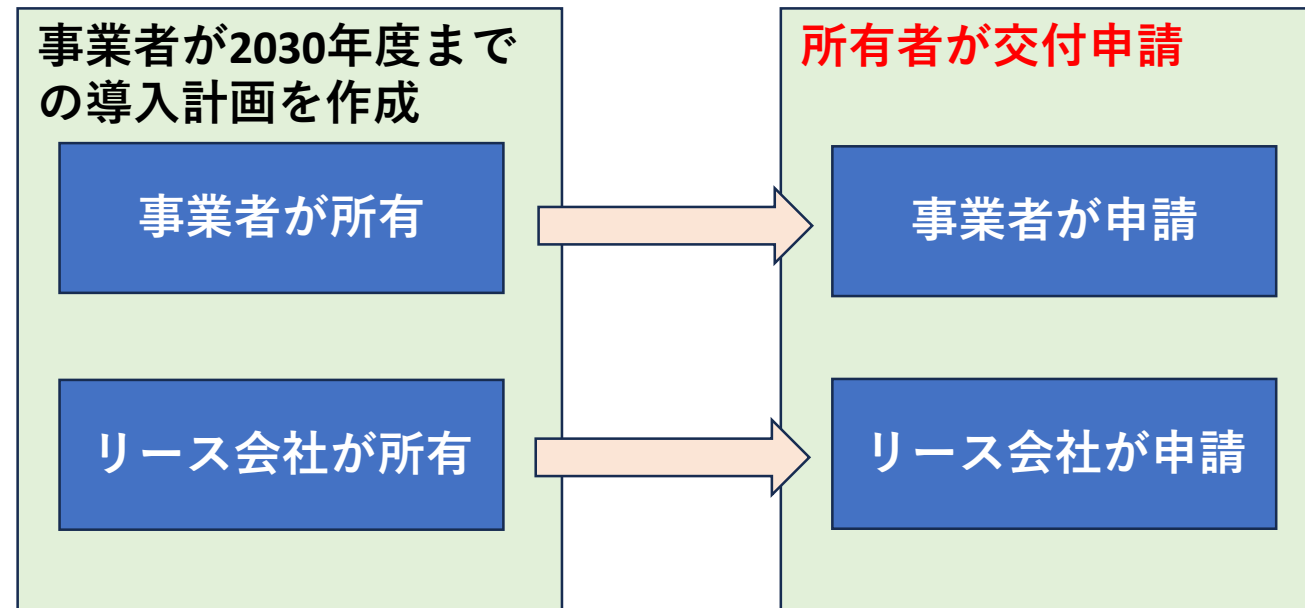 事業者が2030年度まで
の導入計画を作成
事業者が所有
リース会社が所有
所有者が交付申請
事業者が申請
リース会社が申請